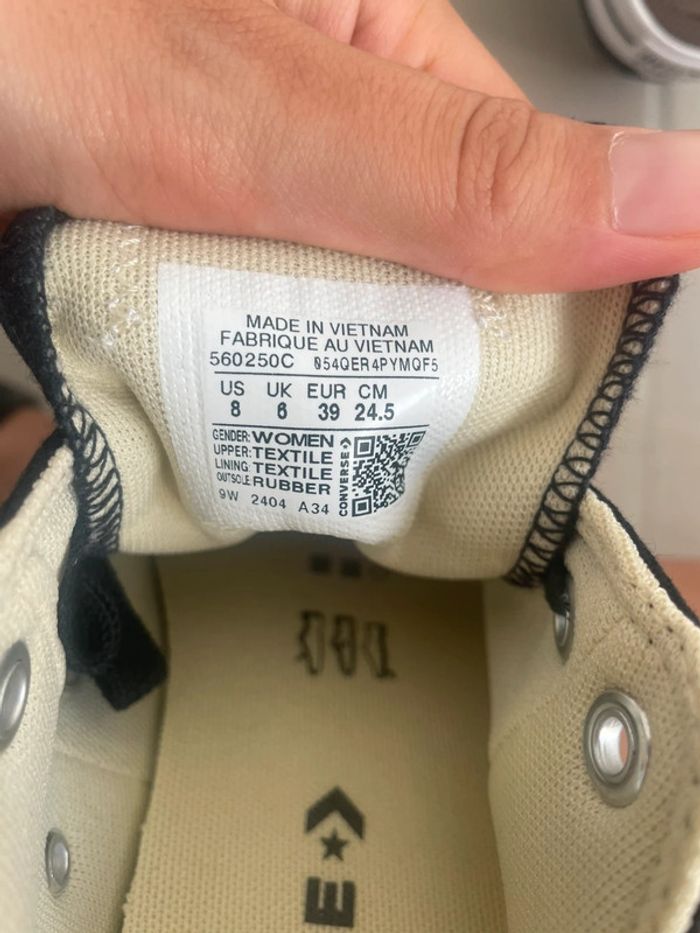 MADE IN VIETNAM
FABRIQUE AU VIETNAM
560250C 054QER4PYMQF5
US UK EUR CM
8 6 39 24.5
GENDER: WOMEN
UPPER: TEXTILE
LINING: TEXTILE
OUTSOLE RUBBER
CONVERSE
9W 2404 A34